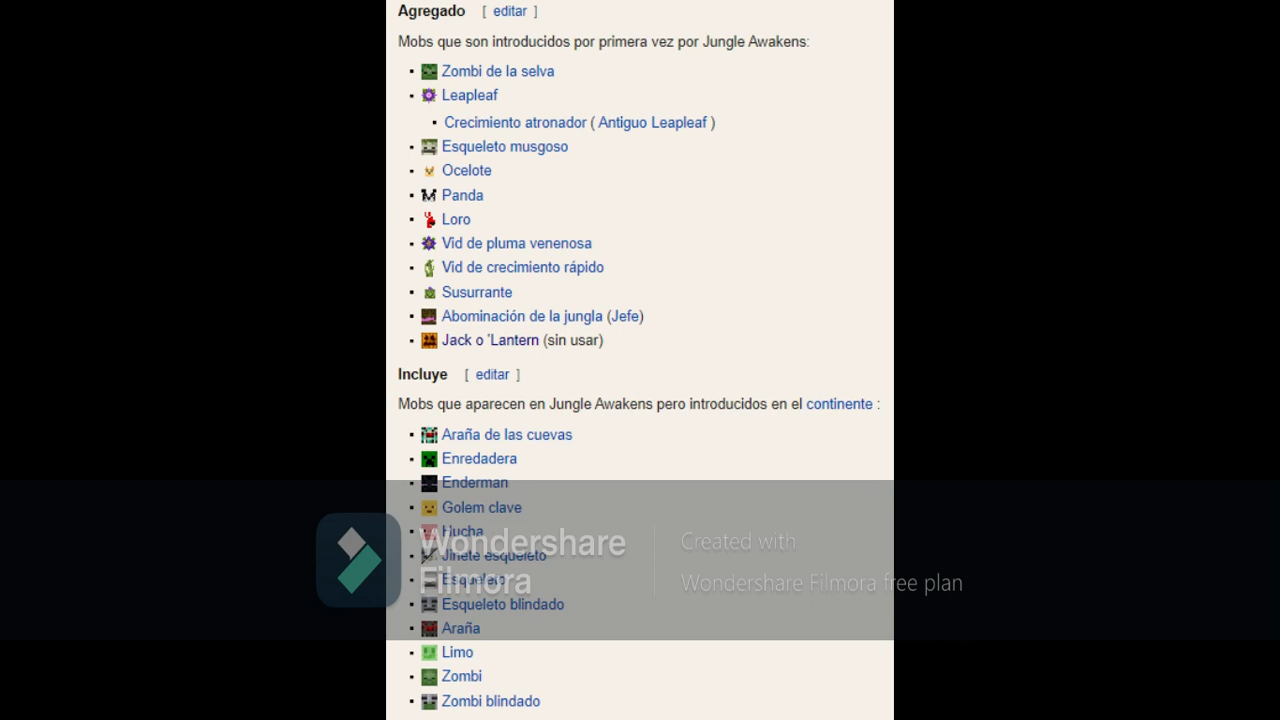 Agregado [ editar ]
Mobs que son introducidos por primera vez por Jungle Awakens:
Zombi de la selva
Leapleaf
Crecimiento atronador ( Antiguo Leapleaf )
Esqueleto musgoso
Ocelote
Panda
Loro
Vid de pluma venenosa
Vid de crecimiento rápido
Susurrante
Abominación de la jungla (Jefe)
Jack o 'Lantern (sin usar)
Incluye [ editar ]
Mobs que aparecen en Jungle Awakens pero introducidos en el continente :
Araña de las cuevas
Enredadera
Enderman
Golem clave
Hucha
Jinete esqueleto
Esqueleto
Esqueleto blindado
Araña
Limo
Zombi
Zombi blindado
Wondershare
Filmora
Created with
Wondershare Filmora free plan